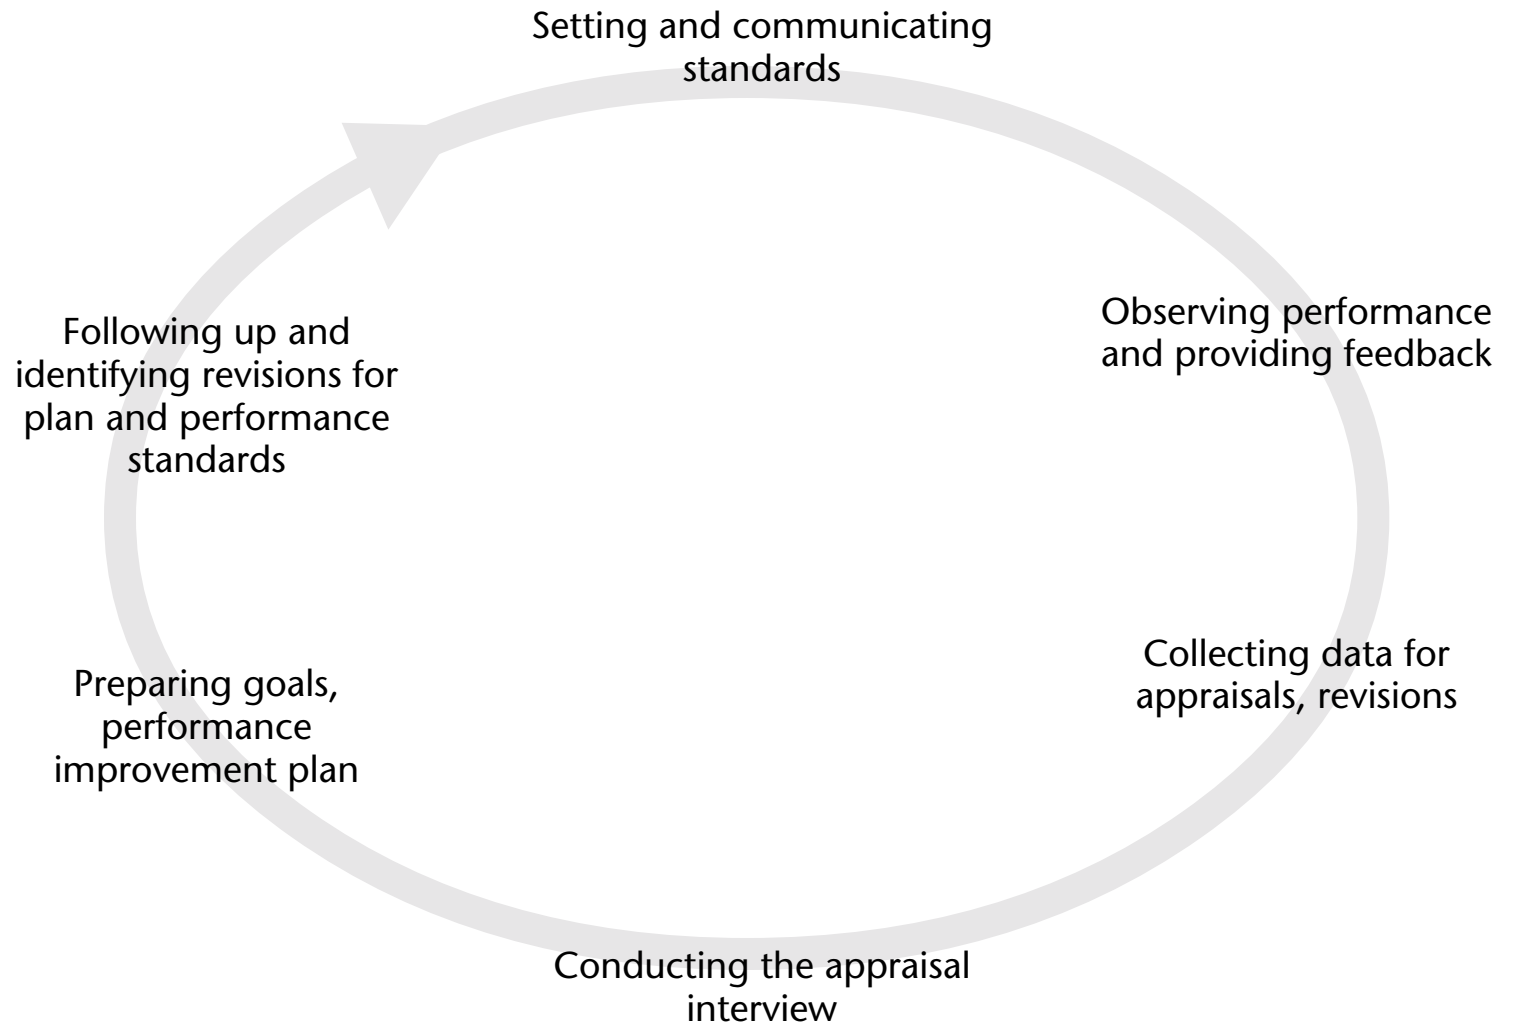 Setting and communicating
standards
Observing performance
and providing feedback
Collecting data for
appraisals, revisions
Conducting the appraisal
interview
Preparing goals,
performance
improvement plan
Following up and
identifying revisions for
plan and performance
standards